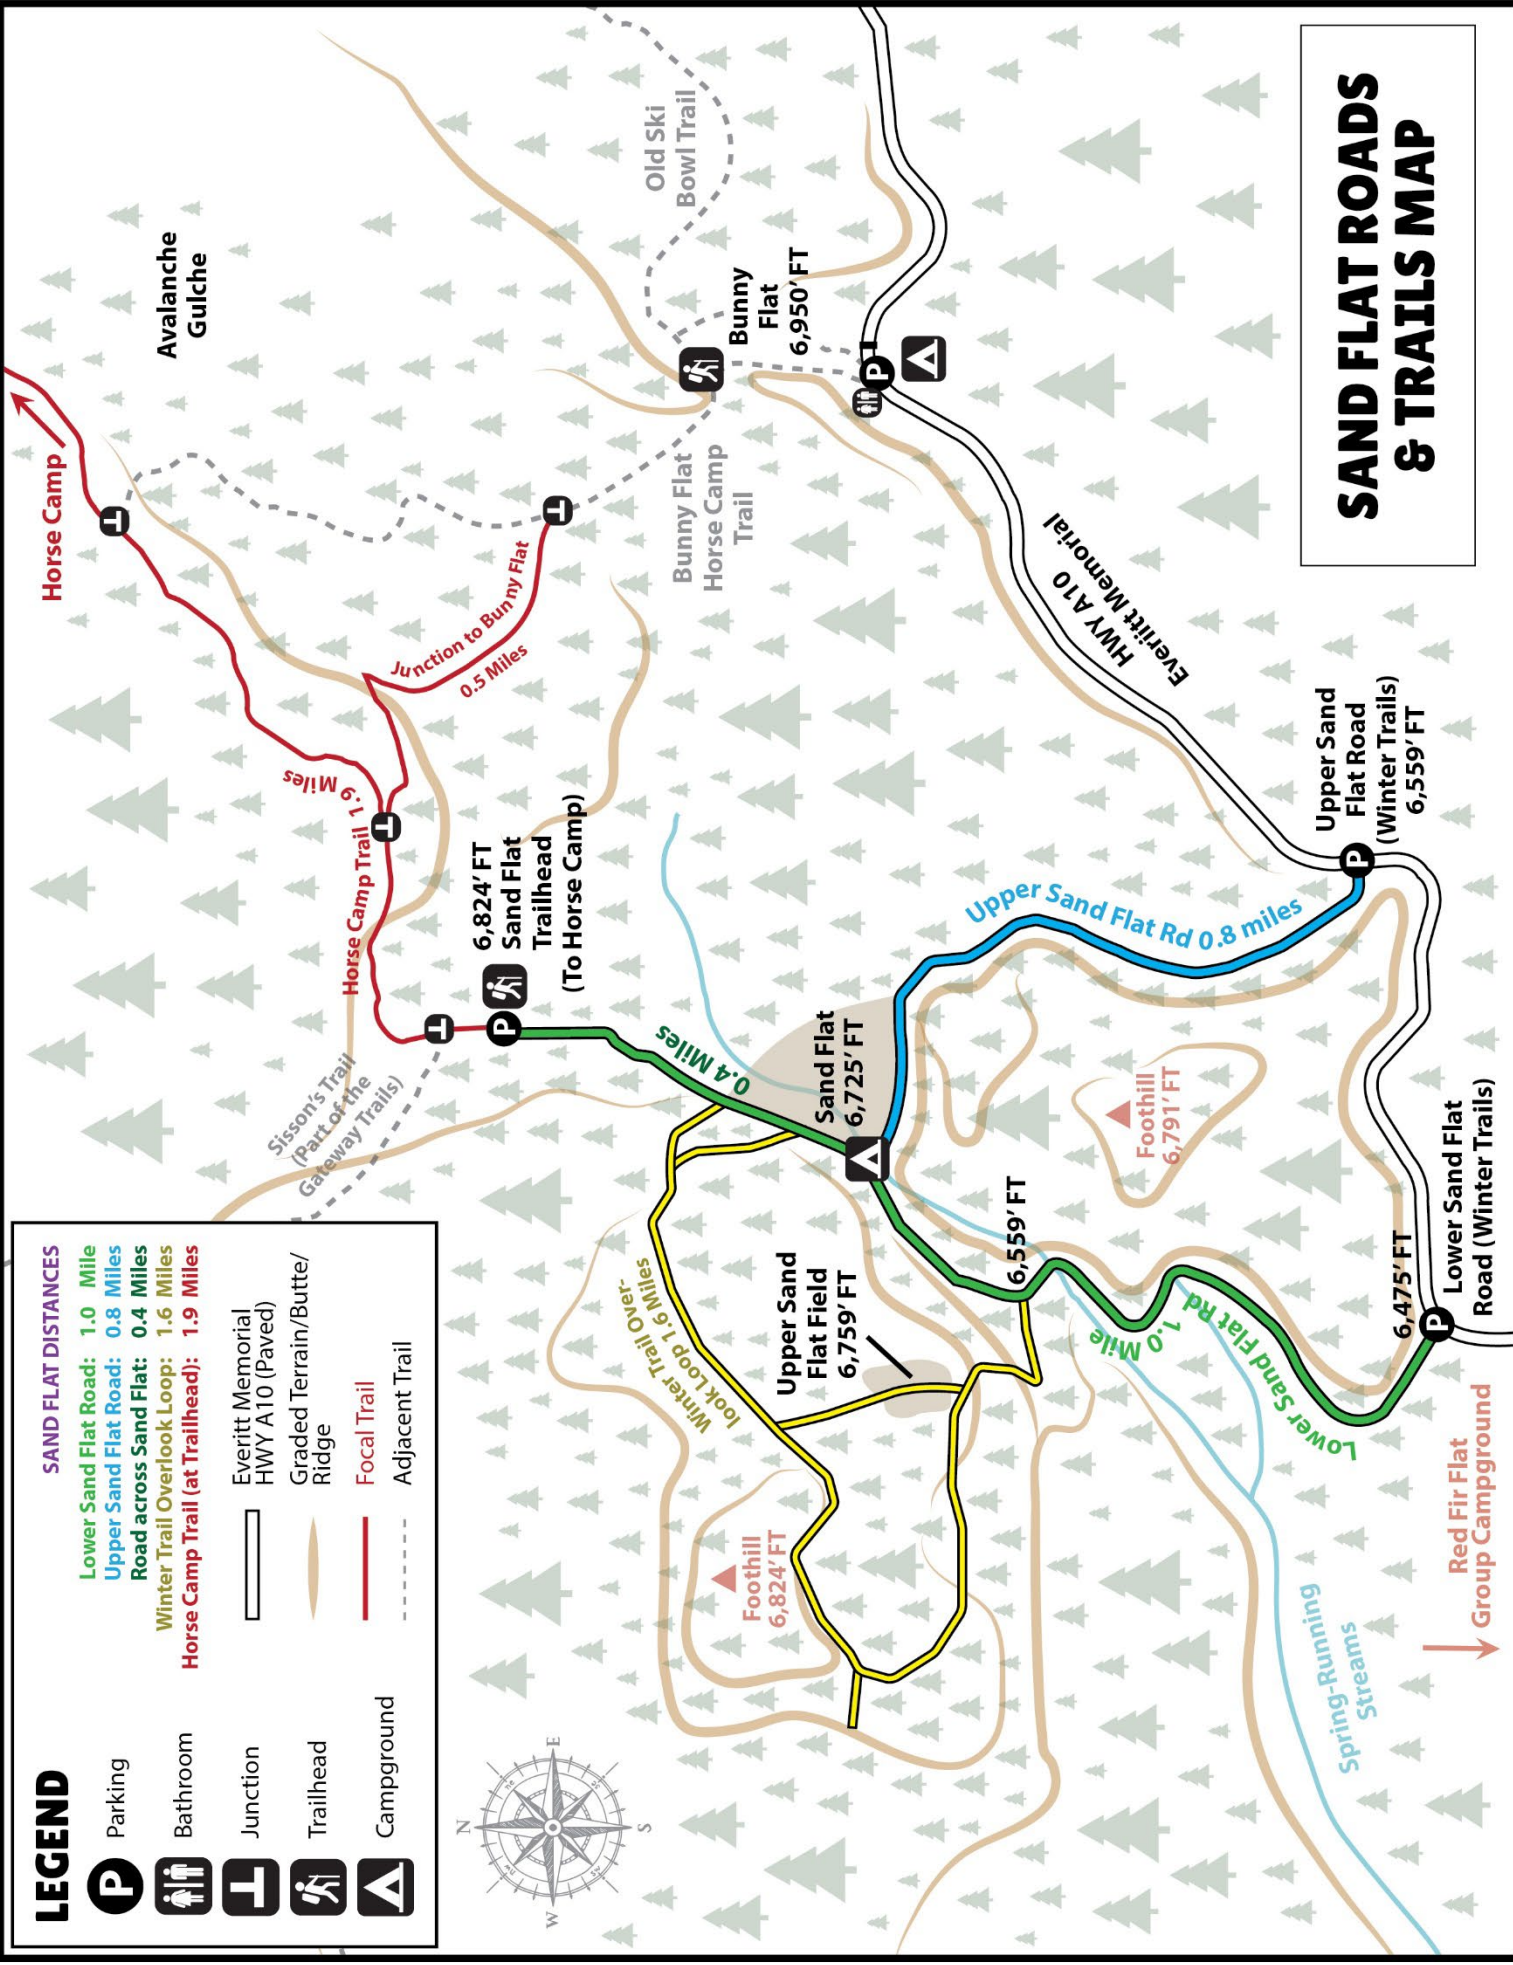 LEGEND
Parking
Bathroom
Junction
Trailhead
Campground
SAND FLAT DISTANCES
Lower Sand Flat Road: 1.0 Mile
Upper Sand Flat Road: 0.8 Miles
Road across Sand Flat: 0.4 Miles
Winter Trail Overlook Loop: 1.6 Miles
Horse Camp Trail (at Trailhead): 1.9 Miles
Everitt Memorial
HWY A10 (Paved)
Graded Terrain/Butte/
Ridge
Focal Trail
Adjacent Trail
Horse Camp
Avalanche
Gulche
Old Ski
Bowl Trail
Bunny
Flat
6,950' FT
Bunny Flat
Horse Camp
Trail
Junction to Bunny Flat
0.5 Miles
Horse Camp Trail 1.9 Miles
6,824' FT
Sand Flat
Trailhead
(To Horse Camp)
Sisson's Trail
(Part of the
Gateway Trails)
0.4 Miles
Sand Flat
6,725' FT
Winter Trail Over-
look Loop 1.6 Miles
Upper Sand
Flat Field
6,759' FT
Foothill
6,824' FT
6,559' FT
Foothill
6,791' FT
Upper Sand Flat Rd 0.8 miles
HWY A10
Everiitt Memorial
Upper Sand
Flat Road
(Winter Trails)
6,559' FT
Lower Sand Flat Rd
1.0 Mile
6,475' FT
Lower Sand Flat
Road (Winter Trails)
Red Fir Flat
Group Campground
Spring-Running
Streams
N
E
S
W
NE
SE
SW
NW
P
P
P
P
P
T
T
T
T
T
SAND FLAT ROADS
& TRAILS MAP